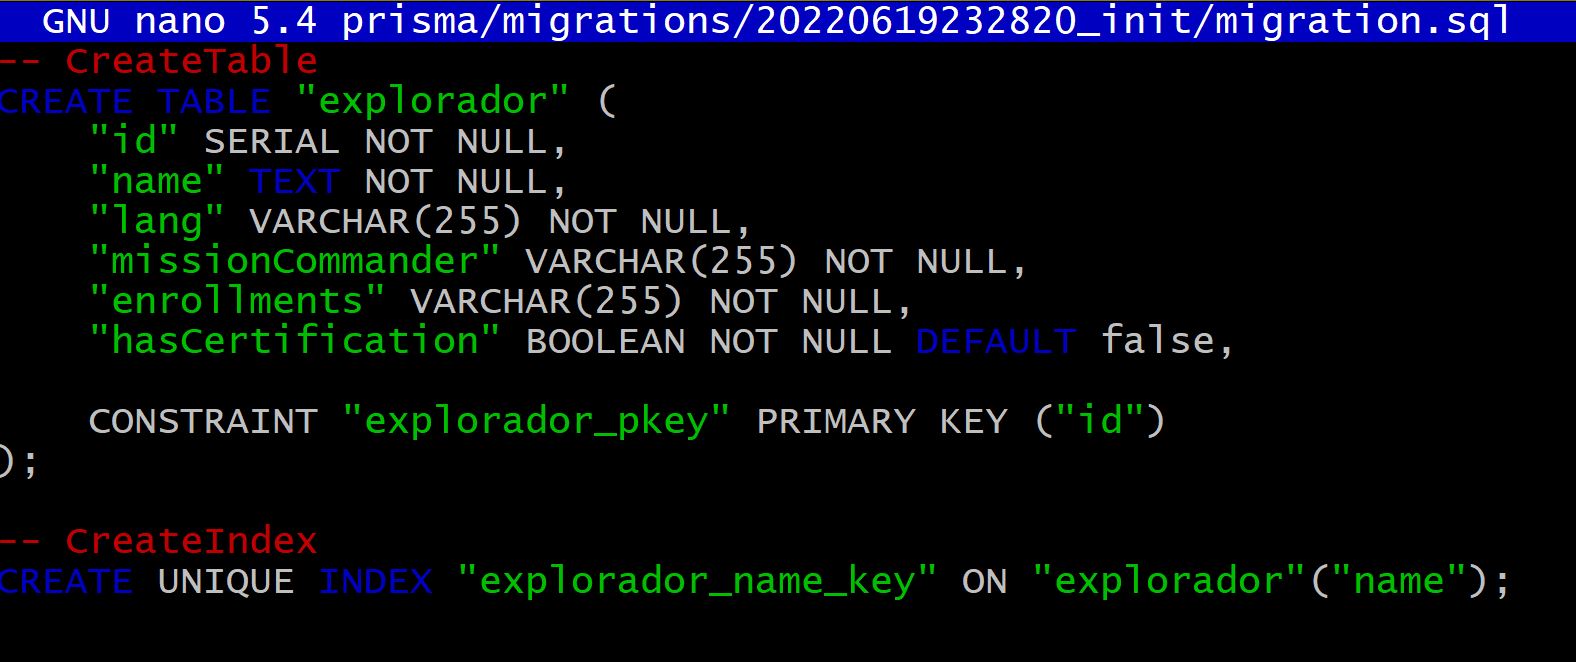 GNU nano 5.4 prisma/migrations/20220619232820_init/migration.sql
-- CreateTable
CREATE TABLE "explorador" (
    "id" SERIAL NOT NULL,
    "name" TEXT NOT NULL,
    "lang" VARCHAR(255) NOT NULL,
    "missionCommander" VARCHAR(255) NOT NULL,
    "enrollments" VARCHAR(255) NOT NULL,
    "hasCertification" BOOLEAN NOT NULL DEFAULT false,
    CONSTRAINT "explorador_pkey" PRIMARY KEY ("id")
);
-- CreateIndex
CREATE UNIQUE INDEX "explorador_name_key" ON "explorador"("name");